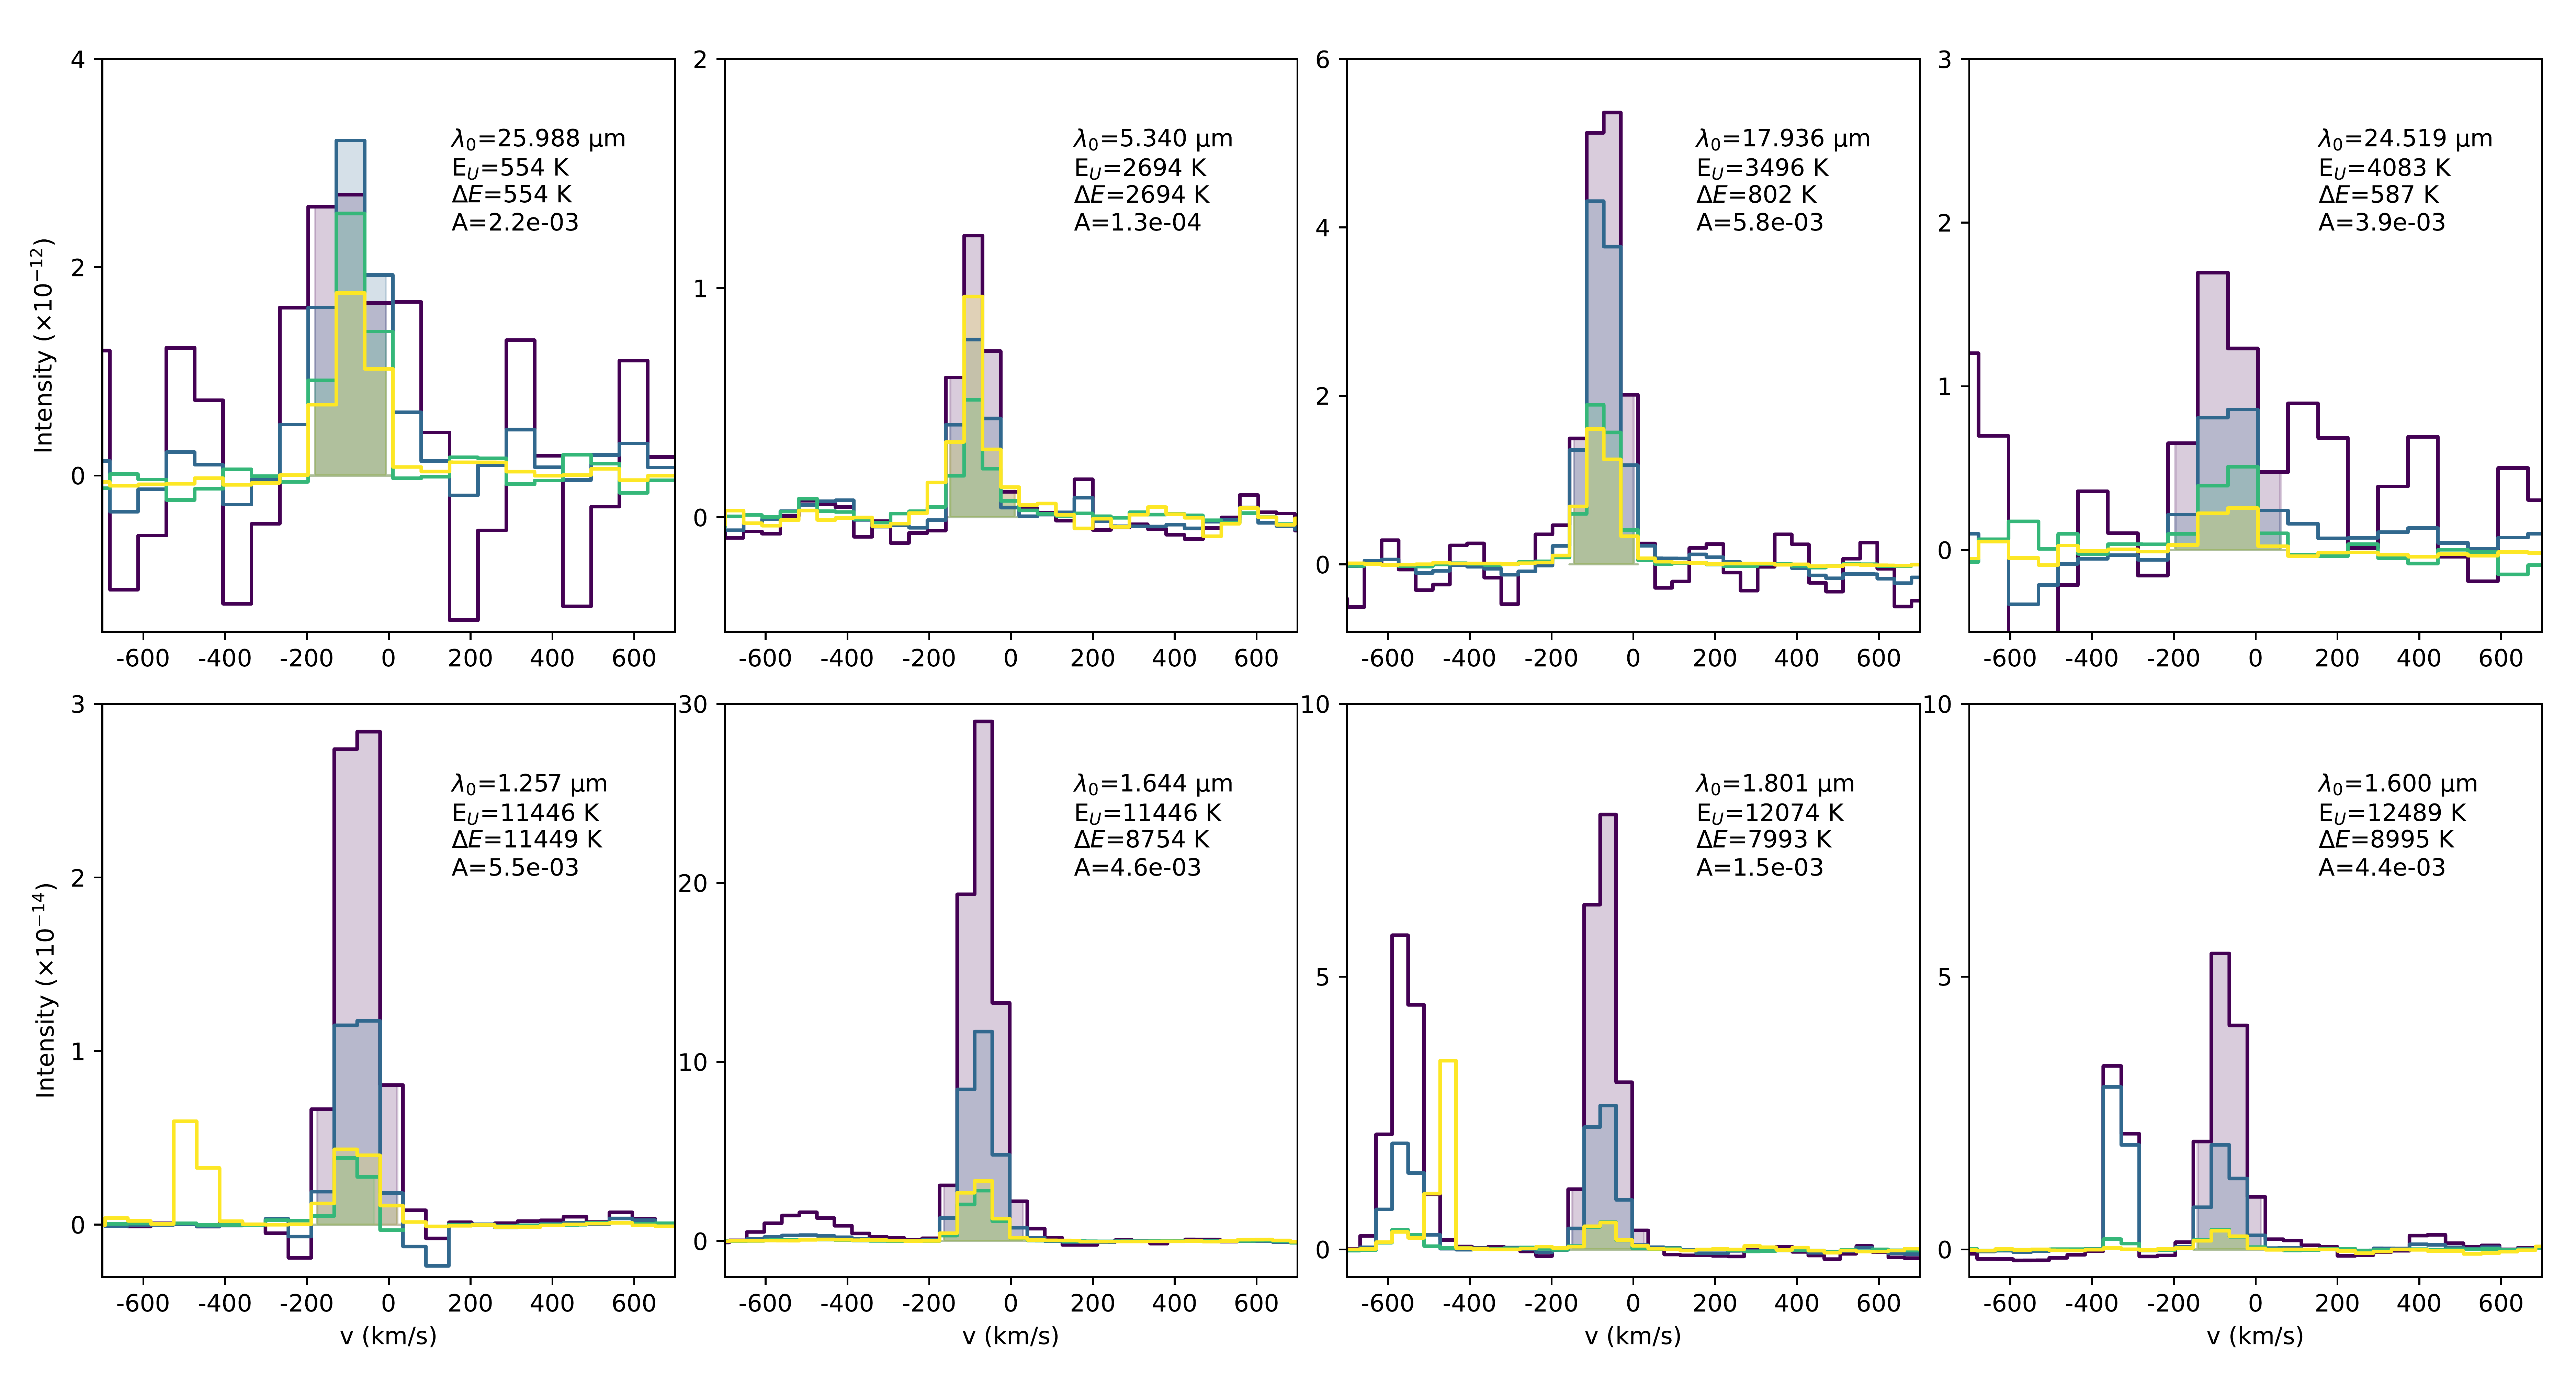 4
2
0
Intensity (×10⁻¹²)
-600 -400 -200 0 200 400 600
λ₀=25.988 μm
E_U=554 K
ΔE=554 K
A=2.2e-03
2
1
0
-600 -400 -200 0 200 400 600
λ₀=5.340 μm
E_U=2694 K
ΔE=2694 K
A=1.3e-04
6
4
2
0
-600 -400 -200 0 200 400 600
λ₀=17.936 μm
E_U=3496 K
ΔE=802 K
A=5.8e-03
3
2
1
0
-600 -400 -200 0 200 400 600
λ₀=24.519 μm
E_U=4083 K
ΔE=587 K
A=3.9e-03
3
2
1
0
Intensity (×10⁻¹⁴)
-600 -400 -200 0 200 400 600
v (km/s)
λ₀=1.257 μm
E_U=11446 K
ΔE=11449 K
A=5.5e-03
30
20
10
0
-600 -400 -200 0 200 400 600
v (km/s)
λ₀=1.644 μm
E_U=11446 K
ΔE=8754 K
A=4.6e-03
10
5
0
-600 -400 -200 0 200 400 600
v (km/s)
λ₀=1.801 μm
E_U=12074 K
ΔE=7993 K
A=1.5e-03
10
5
0
-600 -400 -200 0 200 400 600
v (km/s)
λ₀=1.600 μm
E_U=12489 K
ΔE=8995 K
A=4.4e-03